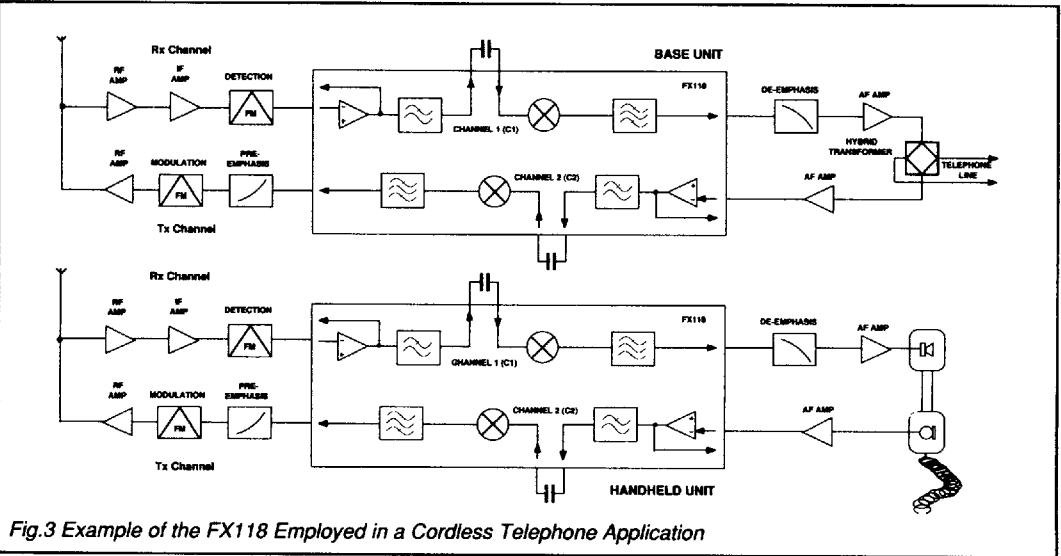 Rx Channel
BASE UNIT
RF
AMP
IF
AMP
DETECTION
FM
FX118
DE-EMPHASIS
AF AMP
CHANNEL 1 (C1)
HYBRID
TRANSFORMER
TELEPHONE
LINE
RF
AMP
MODULATION
FM
PRE-
EMPHASIS
CHANNEL 2 (C2)
AF AMP
Tx Channel
Rx Channel
RF
AMP
IF
AMP
DETECTION
FM
FX118
DE-EMPHASIS
AF AMP
CHANNEL 1 (C1)
RF
AMP
MODULATION
FM
PRE-
EMPHASIS
CHANNEL 2 (C2)
AF AMP
Tx Channel
HANDHELD UNIT
Fig.3 Example of the FX118 Employed in a Cordless Telephone Application